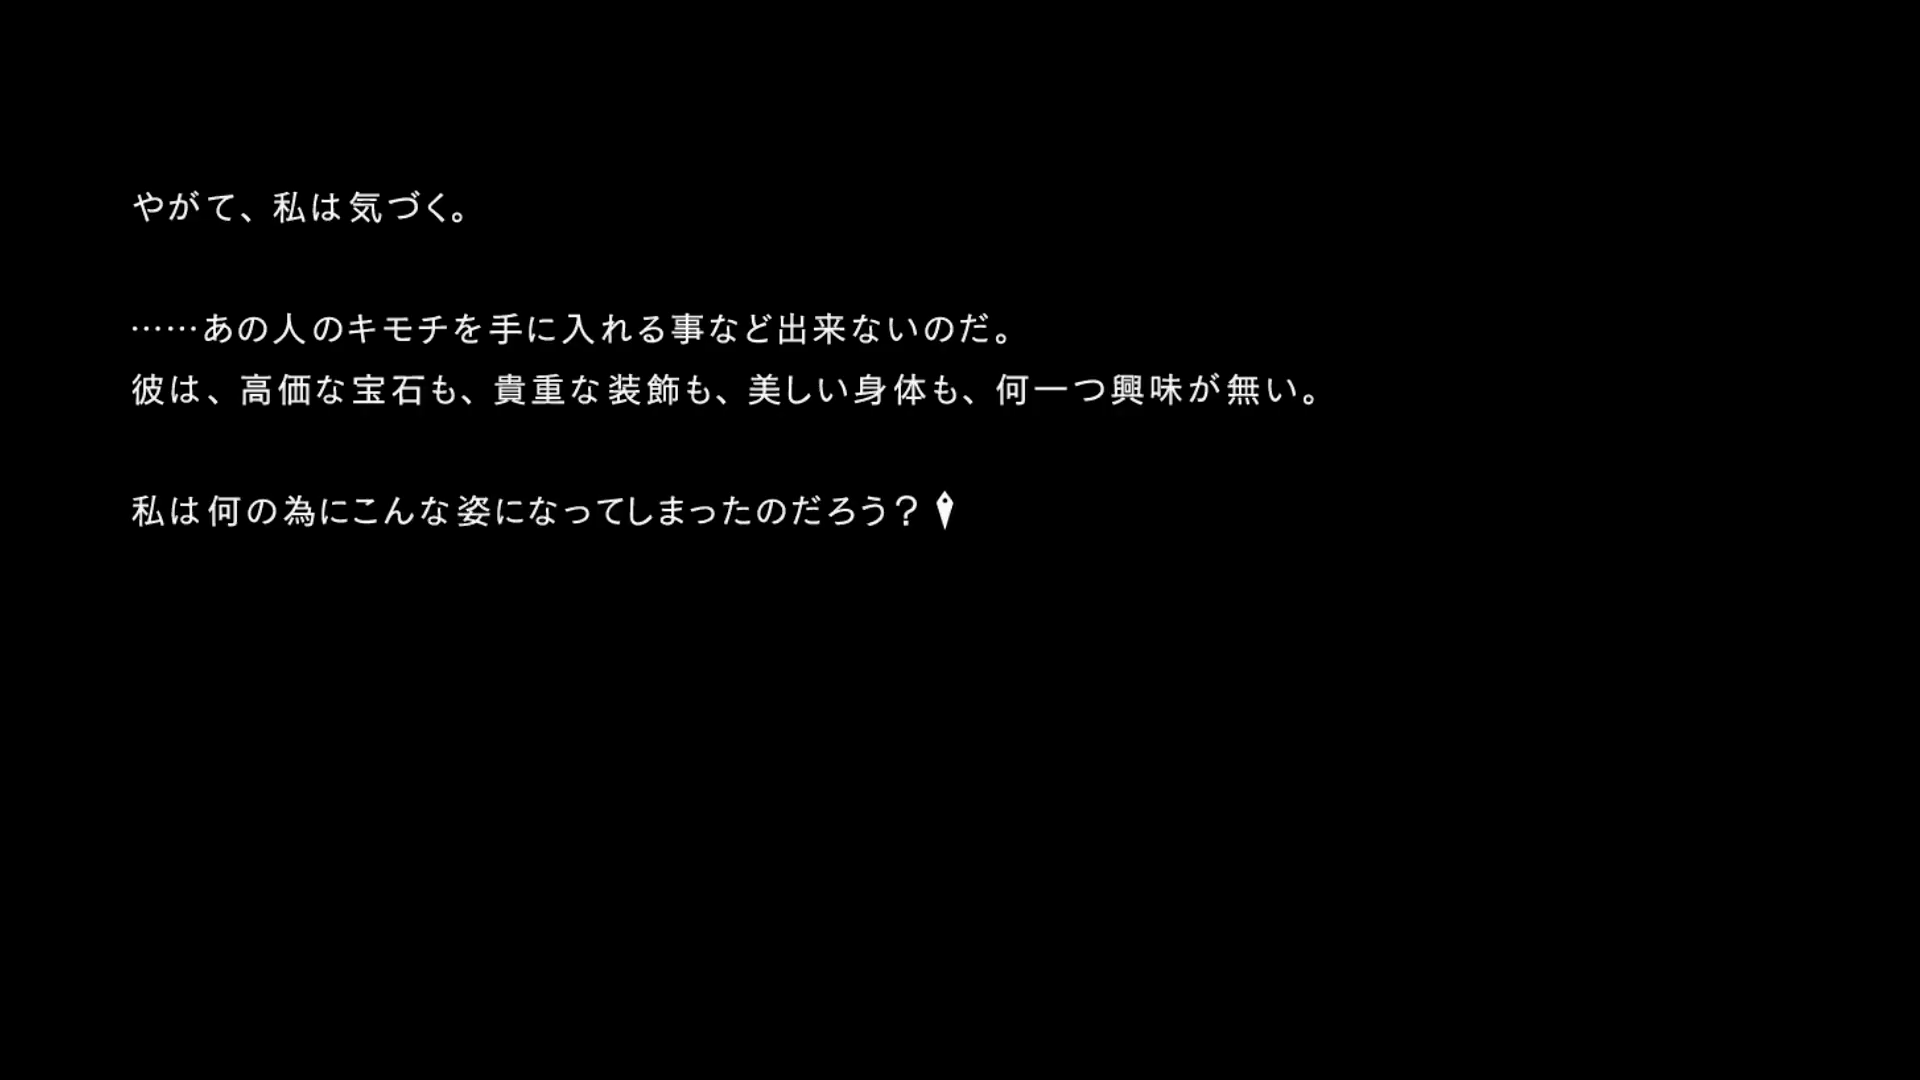 やがて、私は気づく。
……あの人のキモチを手に入れる事など出来ないのだ。
彼は、高価な宝石も、貴重な装飾も、美しい身体も、何一つ興味が無い。
私は何の為にこんな姿になってしまったのだろう？